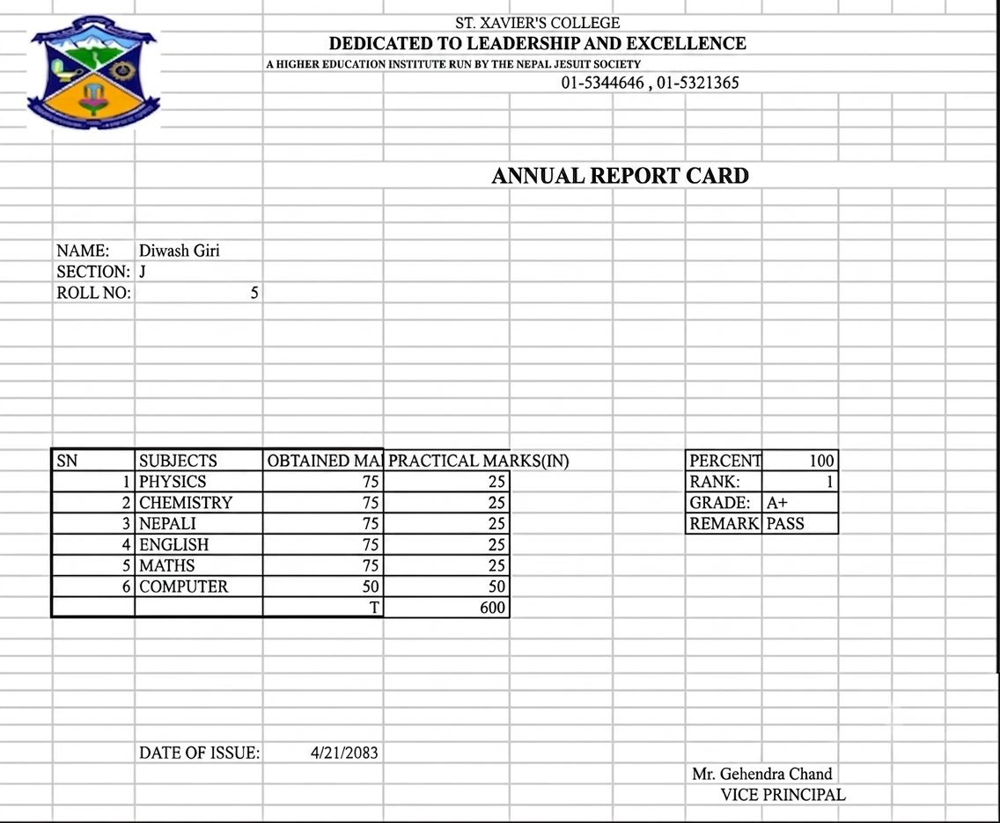 ST. XAVIER'S COLLEGE
DEDICATED TO LEADERSHIP AND EXCELLENCE
A HIGHER EDUCATION INSTITUTE RUN BY THE NEPAL JESUIT SOCIETY
01-5344646 , 01-5321365
ANNUAL REPORT CARD
NAME: Diwash Giri
SECTION: J
ROLL NO: 5
SN SUBJECTS OBTAINED MA PRACTICAL MARKS(IN) PERCENT 100
1 PHYSICS 75 25 RANK: 1
2 CHEMISTRY 75 25 GRADE: A+
3 NEPALI 75 25 REMARK PASS
4 ENGLISH 75 25
5 MATHS 75 25
6 COMPUTER 50 50
T 600
DATE OF ISSUE: 4/21/2083
Mr. Gehendra Chand
VICE PRINCIPAL